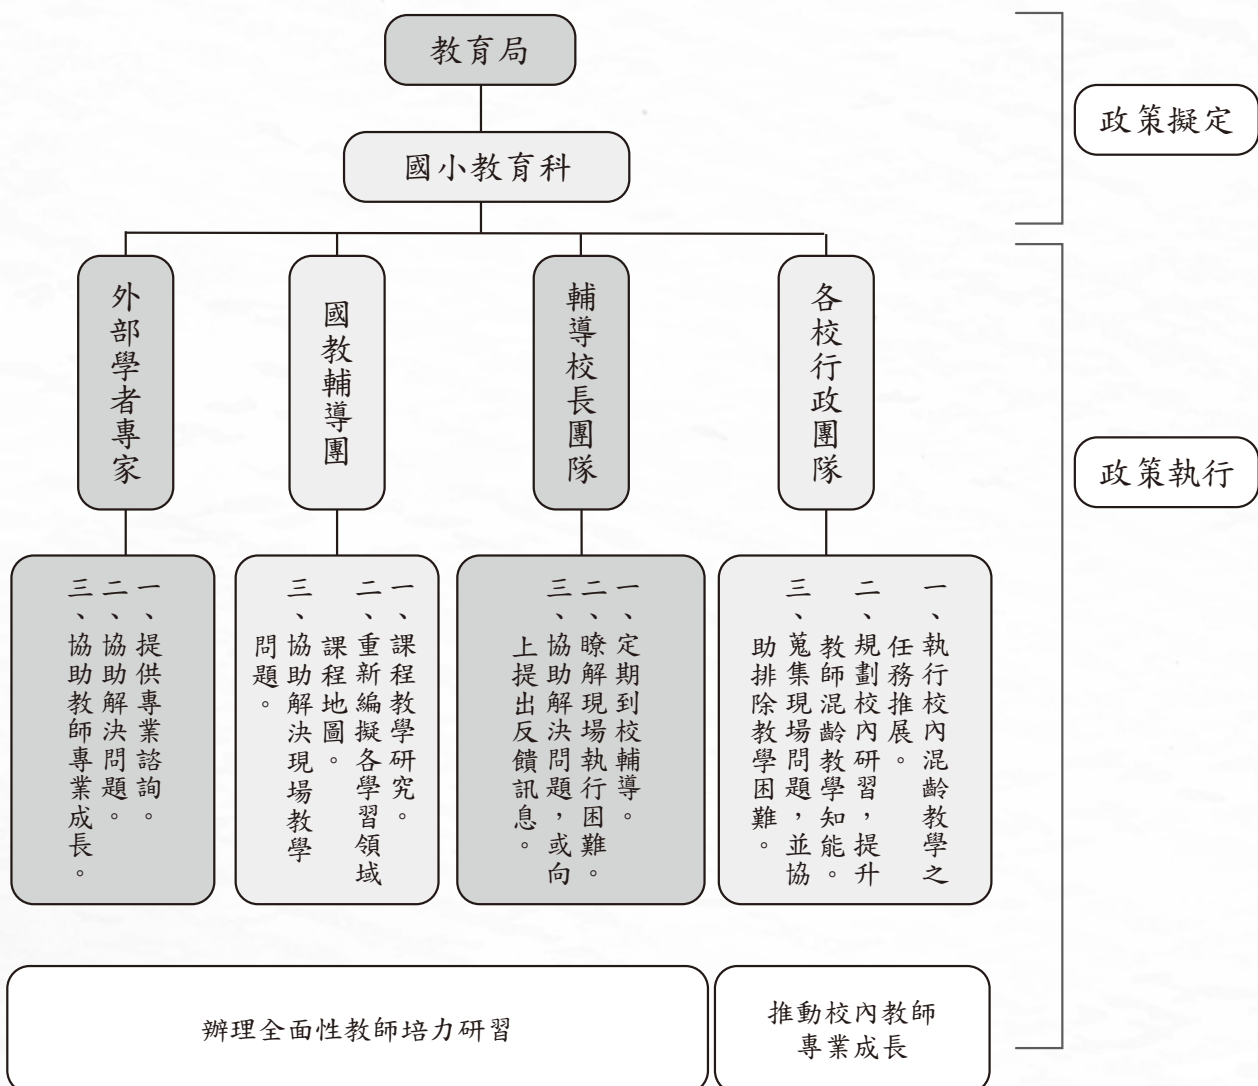 教育局
國小教育科
政策擬定
外部學者專家
國教輔導團
輔導校長團隊
各校行政團隊
政策執行
一、提供專業諮詢。
二、協助解決問題。
三、協助教師專業成長。
一、課程教學研究。
二、重新編擬各學習領域
課程地圖。
三、協助解決現場教學
問題。
一、定期到校輔導。
二、瞭解現場執行困難。
三、協助解決問題，或向
上提出反饋訊息。
一、執行校內混齡教學之
任務推展。
二、規劃校內研習，提升
教師混齡教學知能。
三、蒐集現場問題，並協
助排除教學困難。
辦理全面性教師培力研習
推動校內教師
專業成長